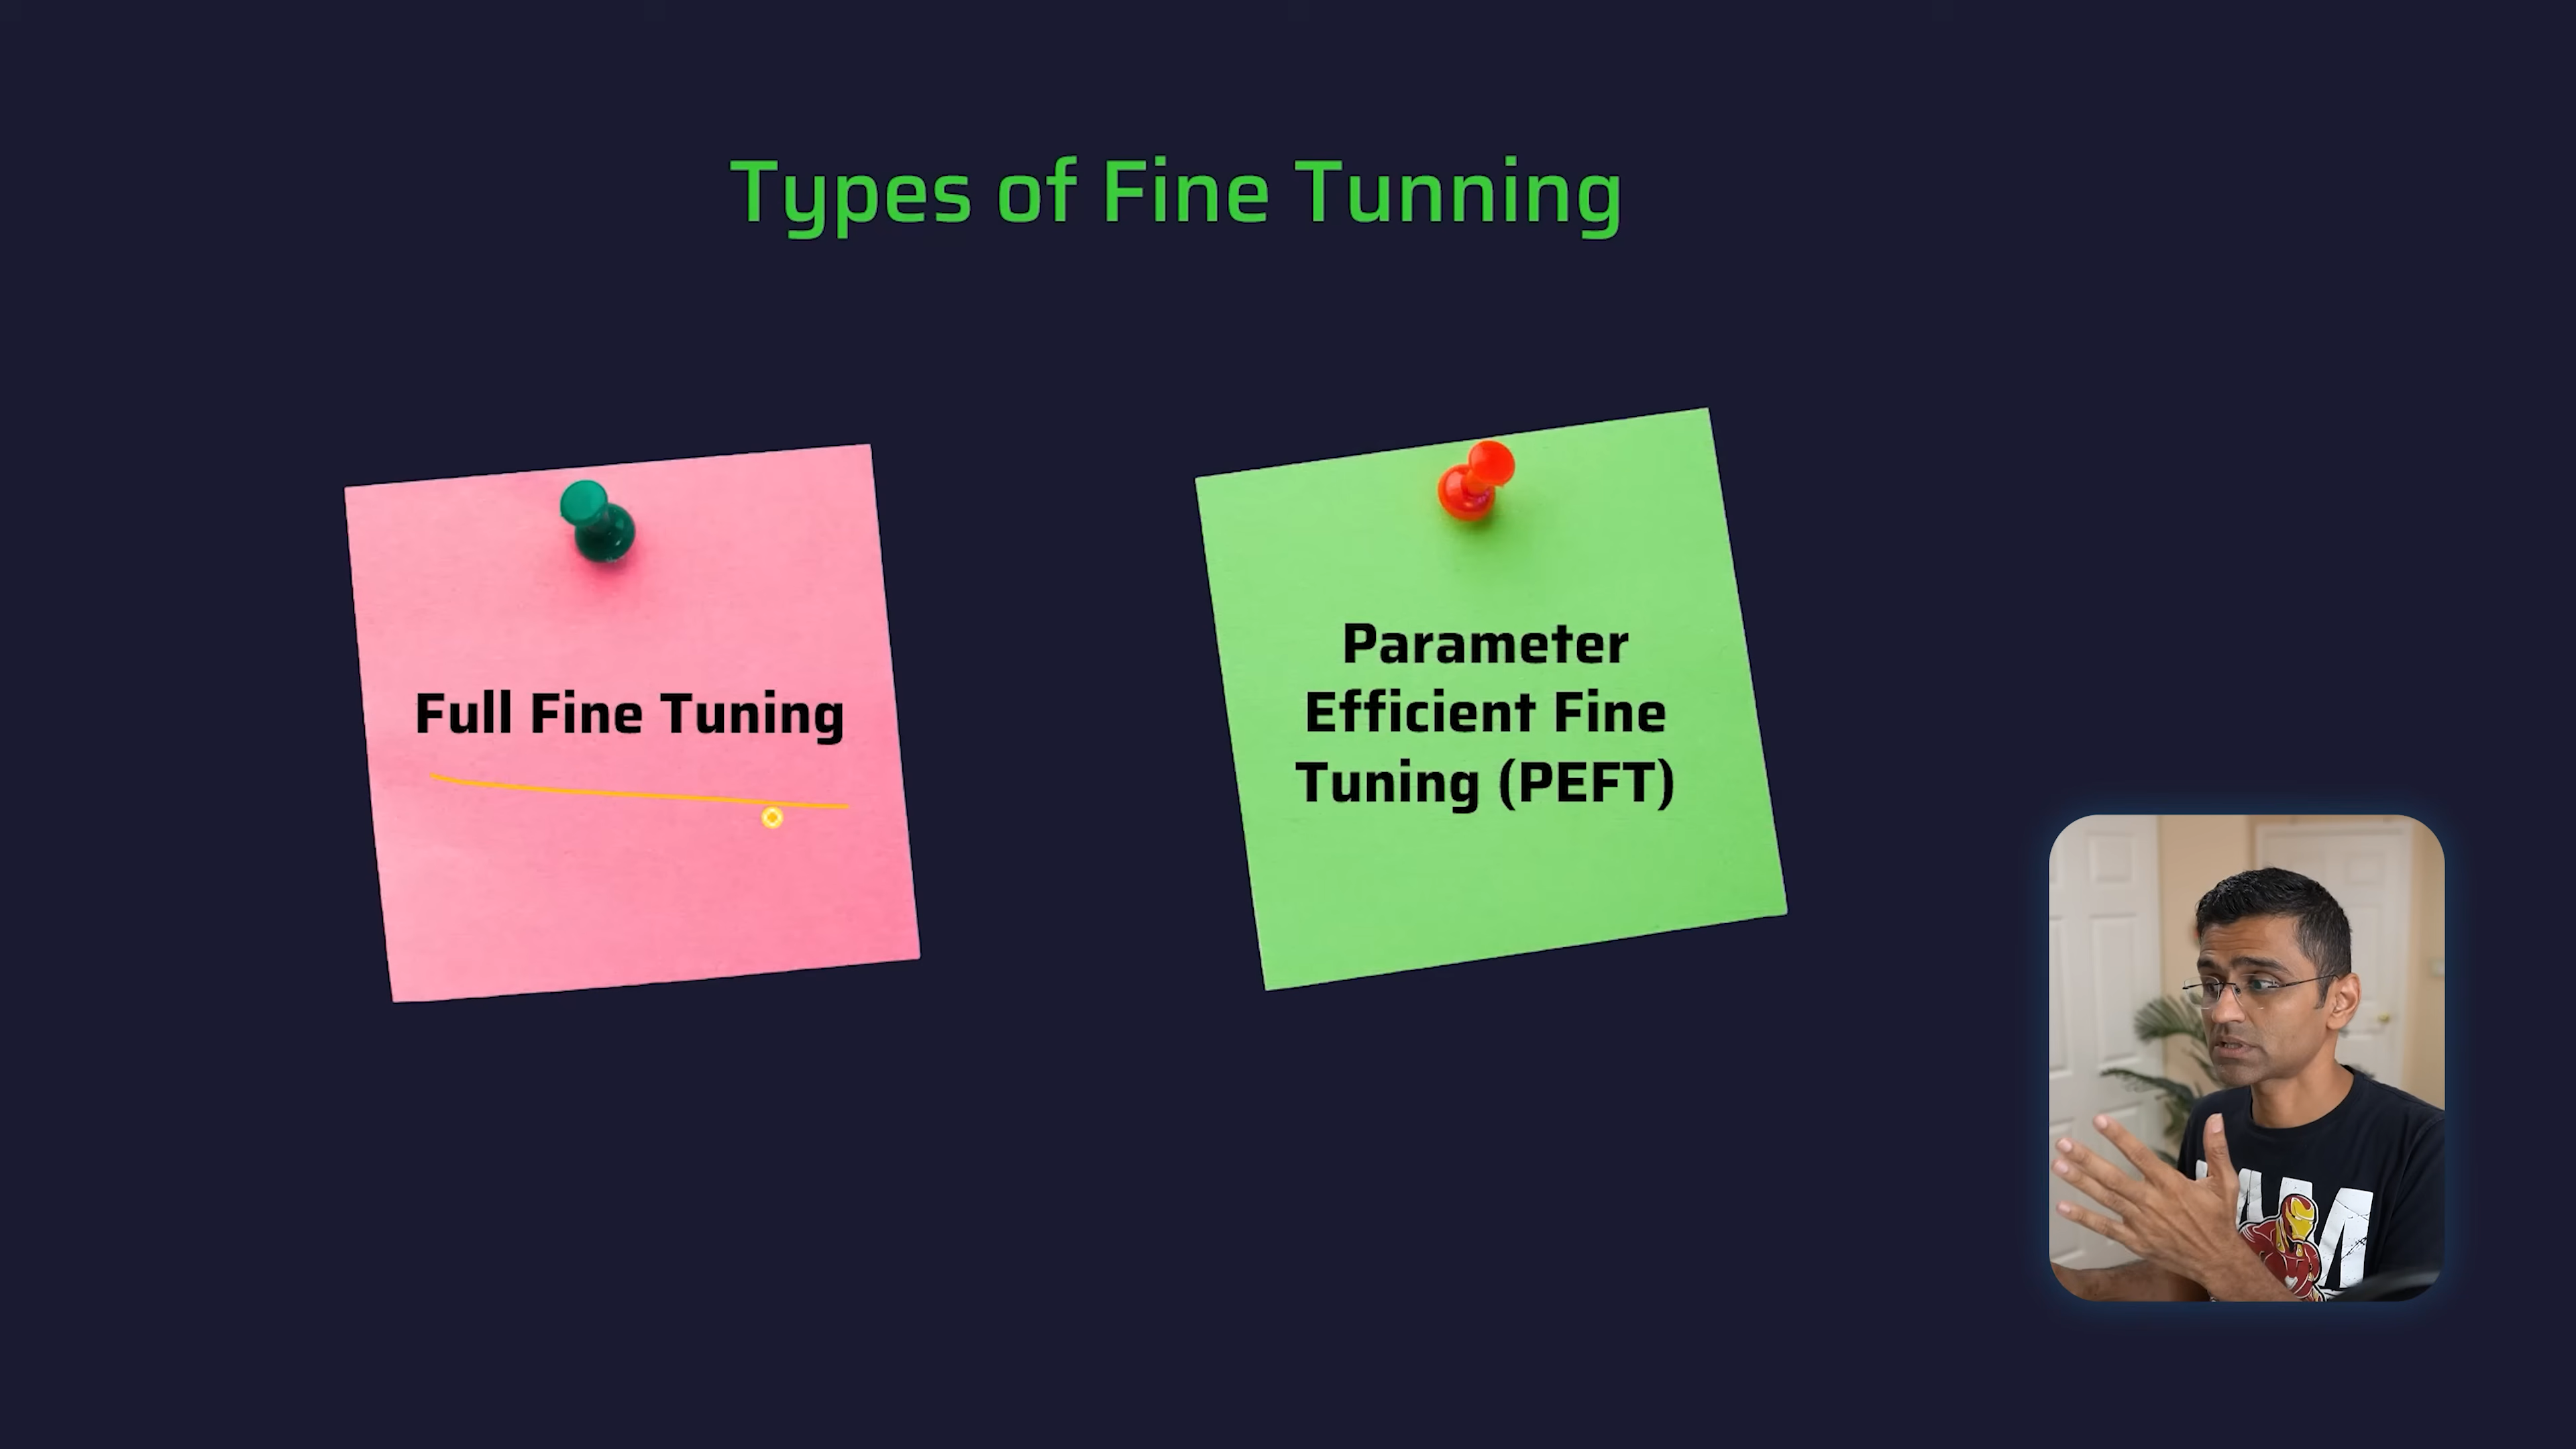 Types of Fine Tunning
Full Fine Tuning
Parameter
Efficient Fine
Tuning (PEFT)